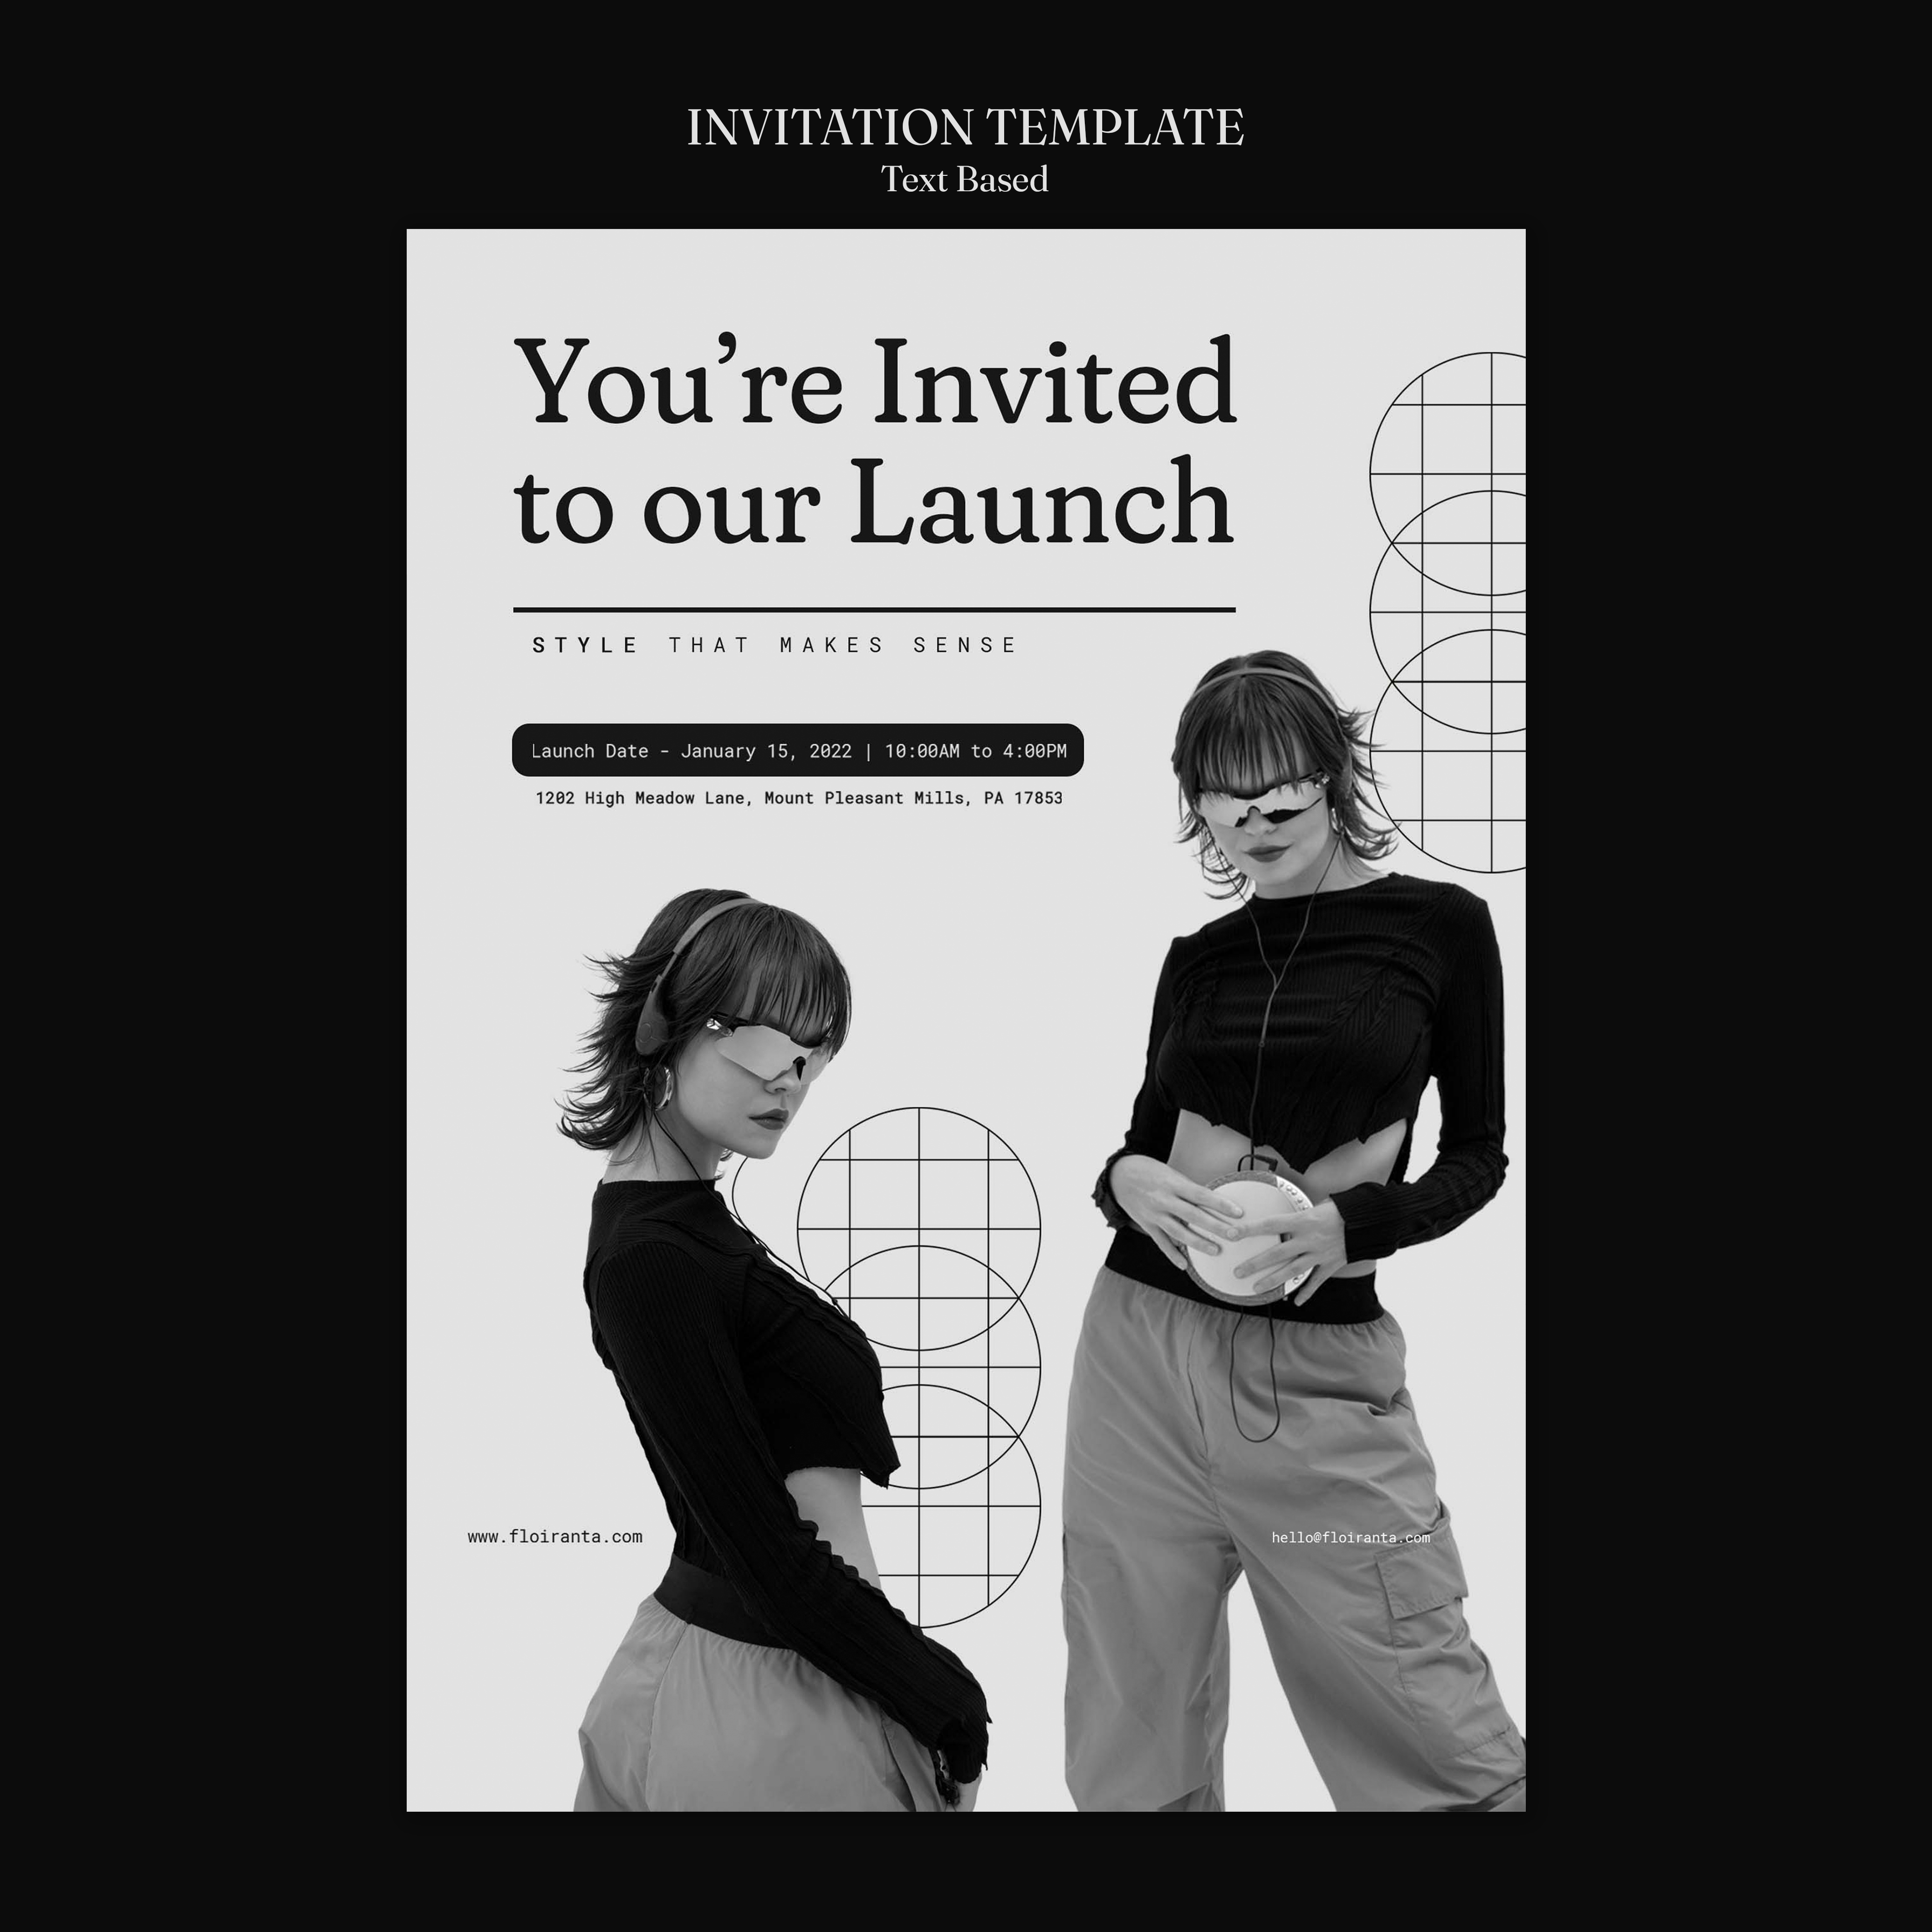 INVITATION TEMPLATE
Text Based
You’re Invited
to our Launch
STYLE THAT MAKES SENSE
Launch Date - January 15, 2022 | 10:00AM to 4:00PM
1202 High Meadow Lane, Mount Pleasant Mills, PA 17853
www.floiranta.com
hello@floiranta.com